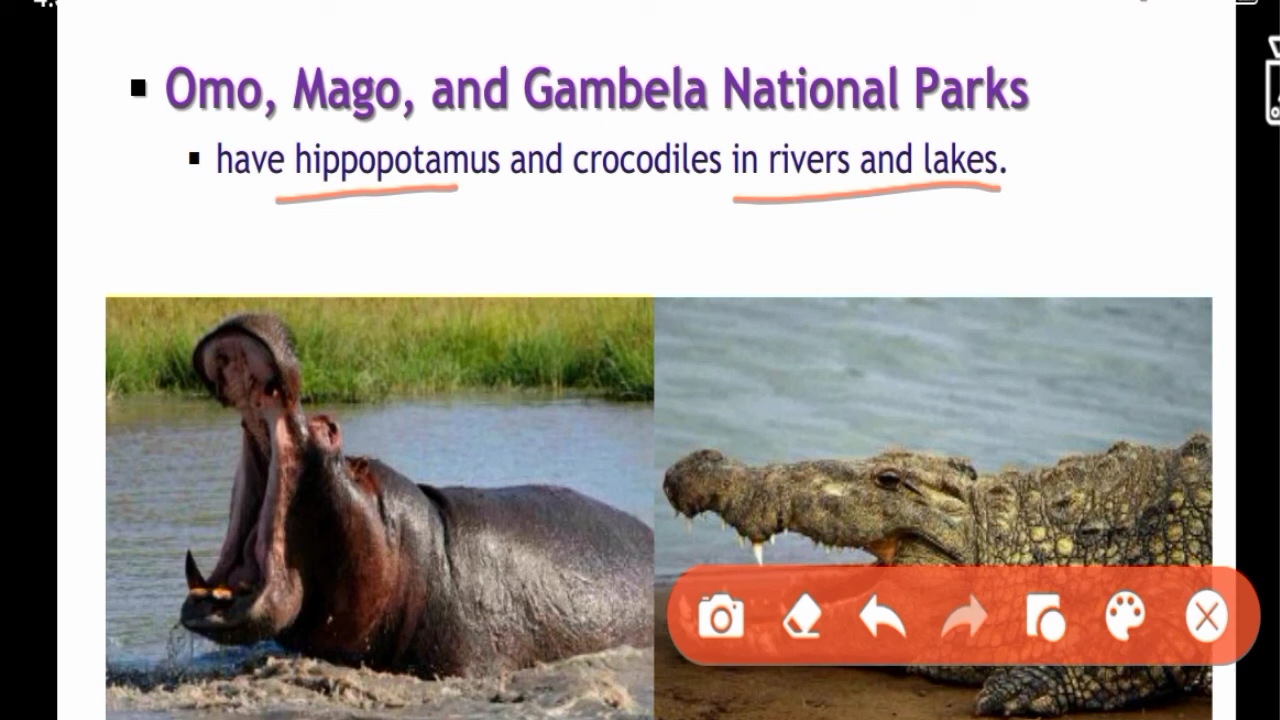 Omo, Mago, and Gambela National Parks
have hippopotamus and crocodiles in rivers and lakes.